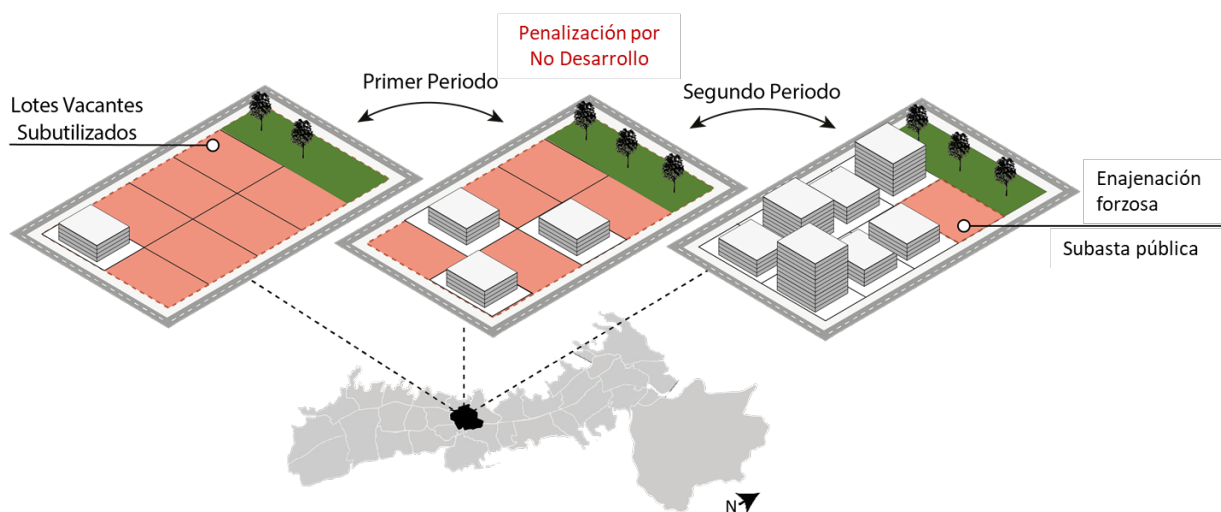 Penalización por
No Desarrollo
Primer Periodo
Segundo Periodo
Lotes Vacantes
Subutilizados
Enajenación
forzosa
Subasta pública
N